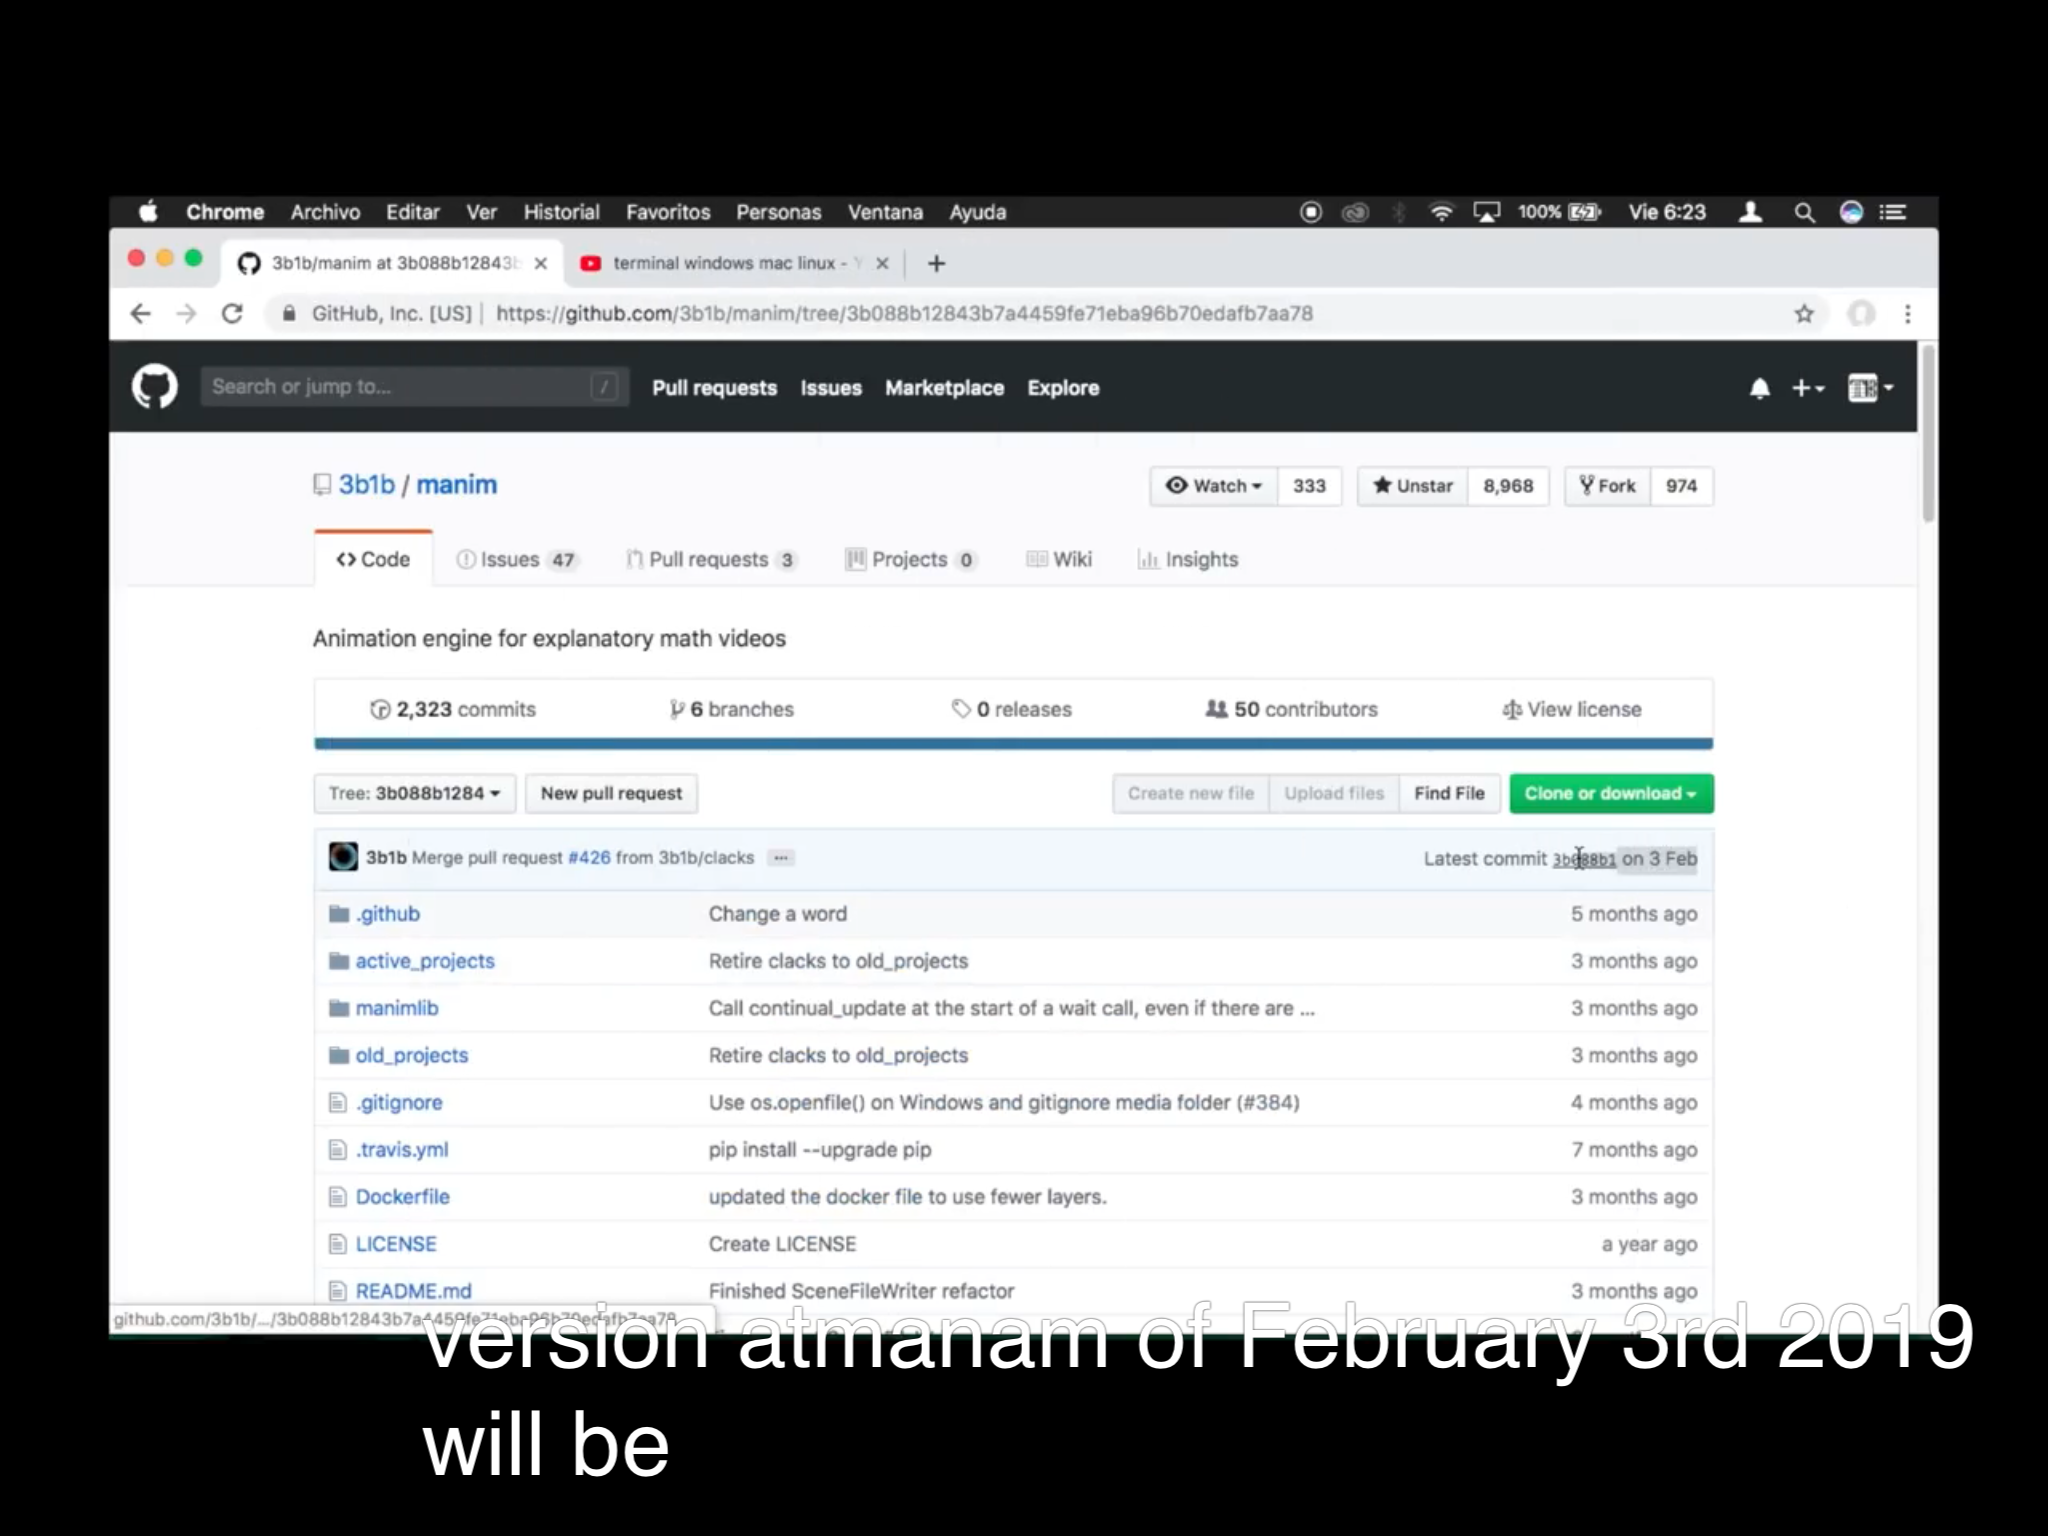 Chrome Archivo Editar Ver Historial Favoritos Personas Ventana Ayuda 100% Vie 6:23
3b1b/manim at 3b088b12843b terminal windows mac linux - Y
GitHub, Inc. [US] | https://github.com/3b1b/manim/tree/3b088b12843b7a4459fe71eba96b70edafb7aa78
Search or jump to... / Pull requests Issues Marketplace Explore
3b1b / manim Watch 333 Unstar 8,968 Fork 974
Code Issues 47 Pull requests 3 Projects 0 Wiki Insights
Animation engine for explanatory math videos
2,323 commits 6 branches 0 releases 50 contributors View license
Tree: 3b088b1284 New pull request Create new file Upload files Find File Clone or download
3b1b Merge pull request #426 from 3b1b/clacks ... Latest commit 3b088b1 on 3 Feb
.github Change a word 5 months ago
active_projects Retire clacks to old_projects 3 months ago
manimlib Call continual_update at the start of a wait call, even if there are ... 3 months ago
old_projects Retire clacks to old_projects 3 months ago
.gitignore Use os.openfile() on Windows and gitignore media folder (#384) 4 months ago
.travis.yml pip install --upgrade pip 7 months ago
Dockerfile updated the docker file to use fewer layers. 3 months ago
LICENSE Create LICENSE a year ago
README.md Finished SceneFileWriter refactor 3 months ago
github.com/3b1b/.../3b088b12843b7a4459fe71eba96b70edafb7aa78
version atmanam of February 3rd 2019
will be